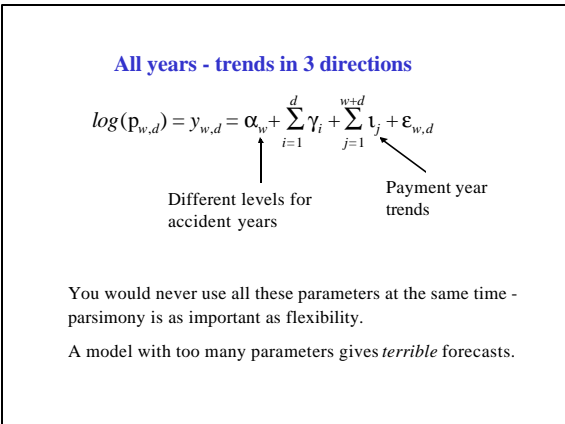 All years - trends in 3 directions
log(p_{w,d}) = y_{w,d} = α_w + \sum_{i=1}^{d} γ_i + \sum_{j=1}^{w+d} ι_j + ε_{w,d}
Different levels for
accident years
Payment year
trends
You would never use all these parameters at the same time -
parsimony is as important as flexibility.
A model with too many parameters gives terrible forecasts.